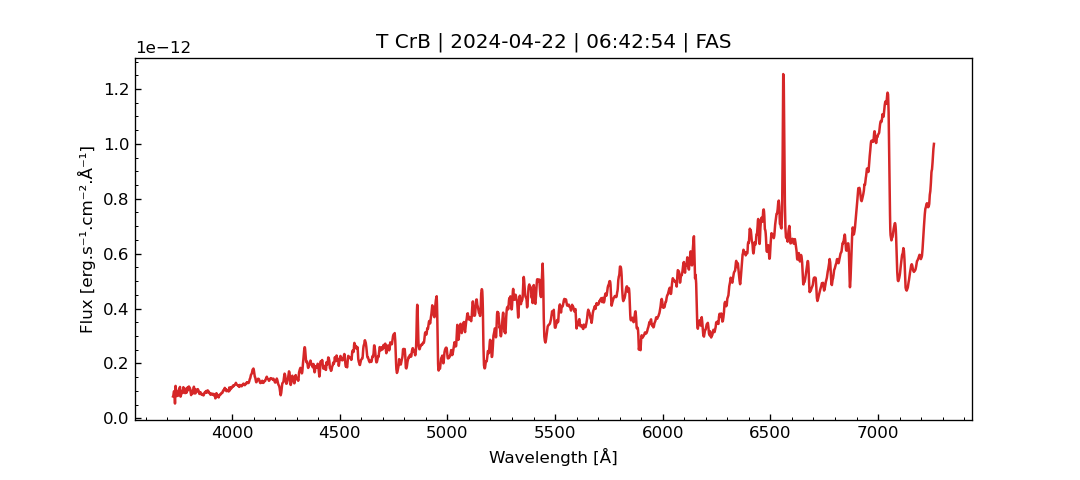 T CrB | 2024-04-22 | 06:42:54 | FAS
1e−12
1.2
1.0
0.8
0.6
0.4
0.2
0.0
Flux [erg.s⁻¹.cm⁻².Å⁻¹]
4000 4500 5000 5500 6000 6500 7000
Wavelength [Å]